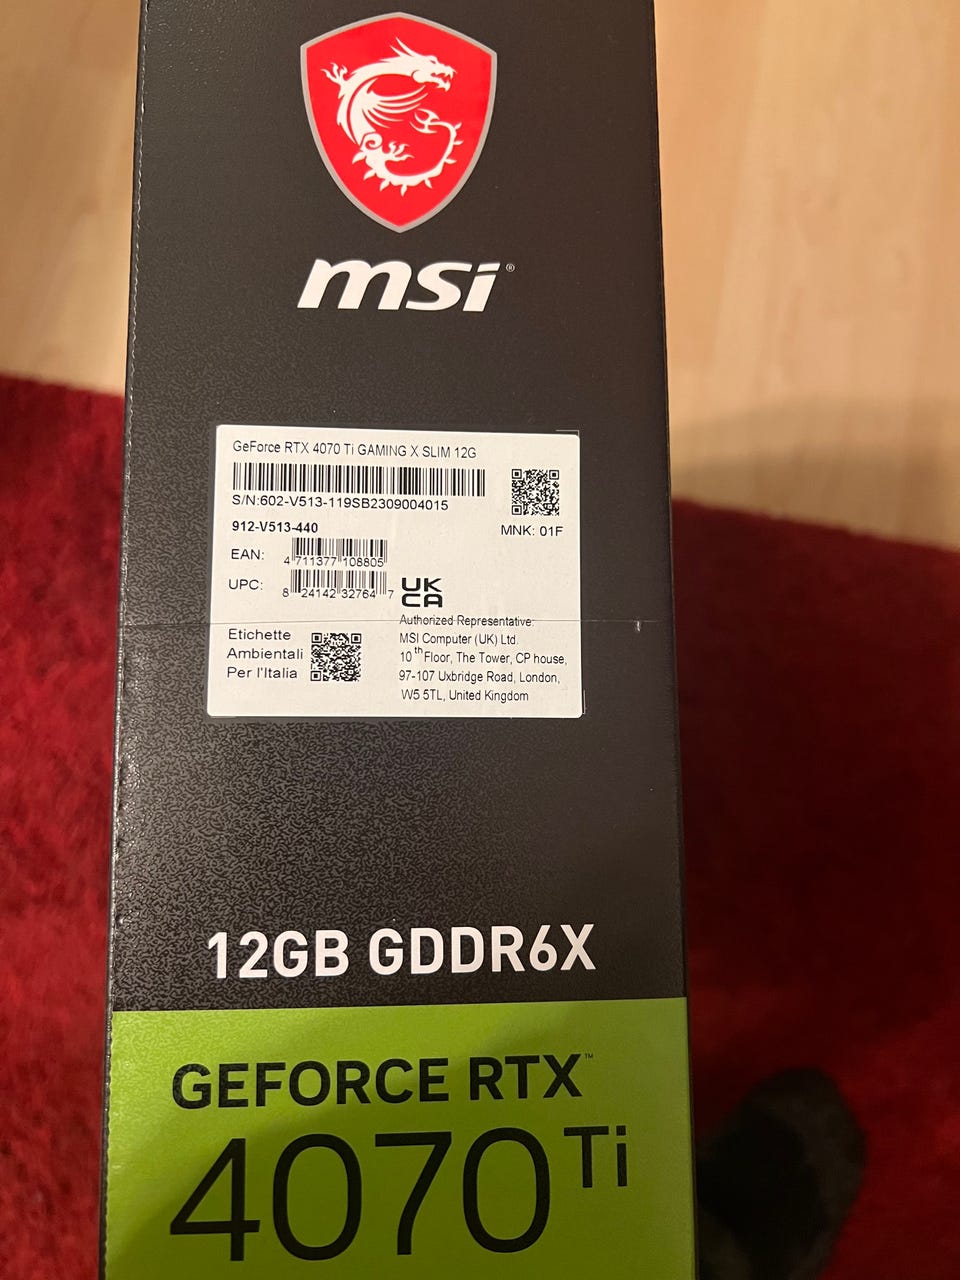 msi®
GeForce RTX 4070 Ti GAMING X SLIM 12G
S/N:602-V513-119SB2309004015
912-V513-440
MNK: 01F
EAN: 4 711377 108805
UPC: 8 24142 32764 7
UK
CA
Authorized Representative:
MSI Computer (UK) Ltd.
10th Floor, The Tower, CP house,
97-107 Uxbridge Road, London,
W5 5TL, United Kingdom
Etichette
Ambientali
Per l'Italia
12GB GDDR6X
GEFORCE RTX™
4070 Ti